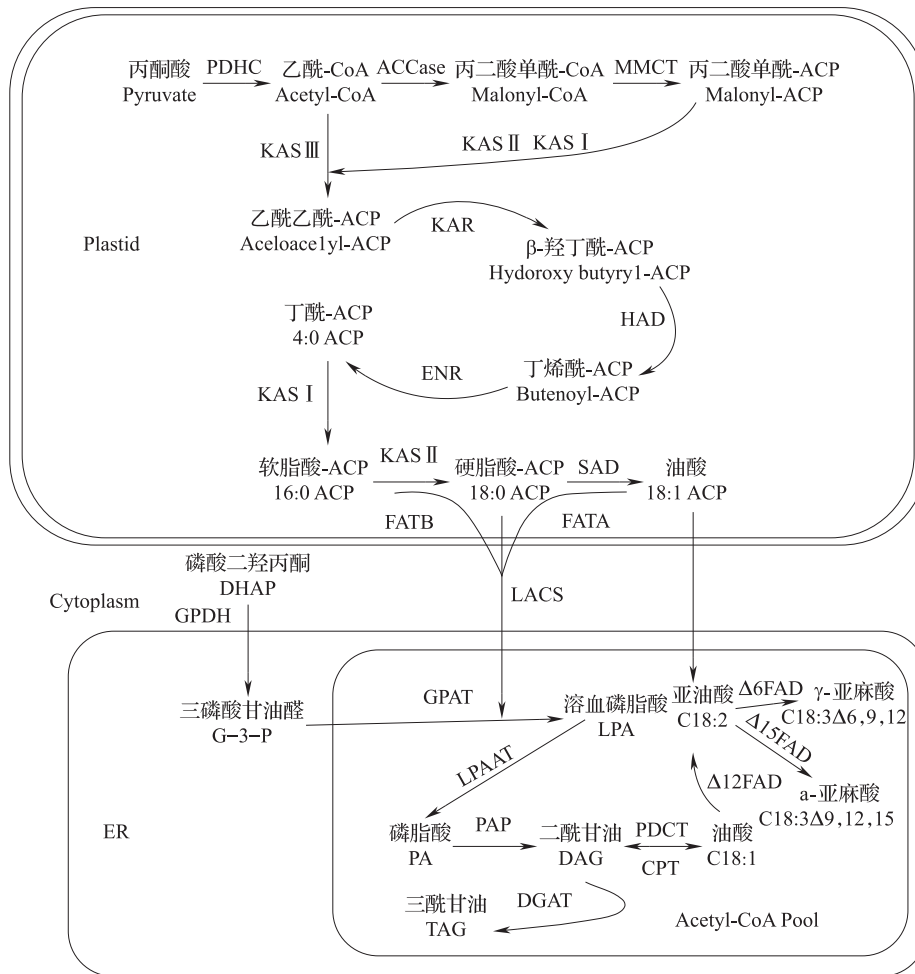 丙酮酸
Pyruvate
PDHC
乙酰-CoA
Acetyl-CoA
ACCase
丙二酸单酰-CoA
Malonyl-CoA
MMCT
丙二酸单酰-ACP
Malonyl-ACP
KASⅢ
KASⅡ KASⅠ
乙酰乙酰-ACP
Aceloace1yl-ACP
KAR
Plastid
β-羟丁酰-ACP
Hydoroxy butyry1-ACP
丁酰-ACP
4:0 ACP
HAD
ENR
丁烯酰-ACP
Butenoyl-ACP
KASⅠ
软脂酸-ACP
16:0 ACP
KASⅡ
硬脂酸-ACP
18:0 ACP
SAD
油酸
18:1 ACP
FATB
FATA
磷酸二羟丙酮
DHAP
Cytoplasm
LACS
GPDH
三磷酸甘油醛
G-3-P
GPAT
溶血磷脂酸
LPA
亚油酸
C18:2
Δ6FAD
γ-亚麻酸
C18:3Δ6,9,12
Δ15FAD
LPAAT
Δ12FAD
a-亚麻酸
C18:3Δ9,12,15
ER
磷脂酸
PA
PAP
二酰甘油
DAG
PDCT
CPT
油酸
C18:1
三酰甘油
TAG
DGAT
Acetyl-CoA Pool